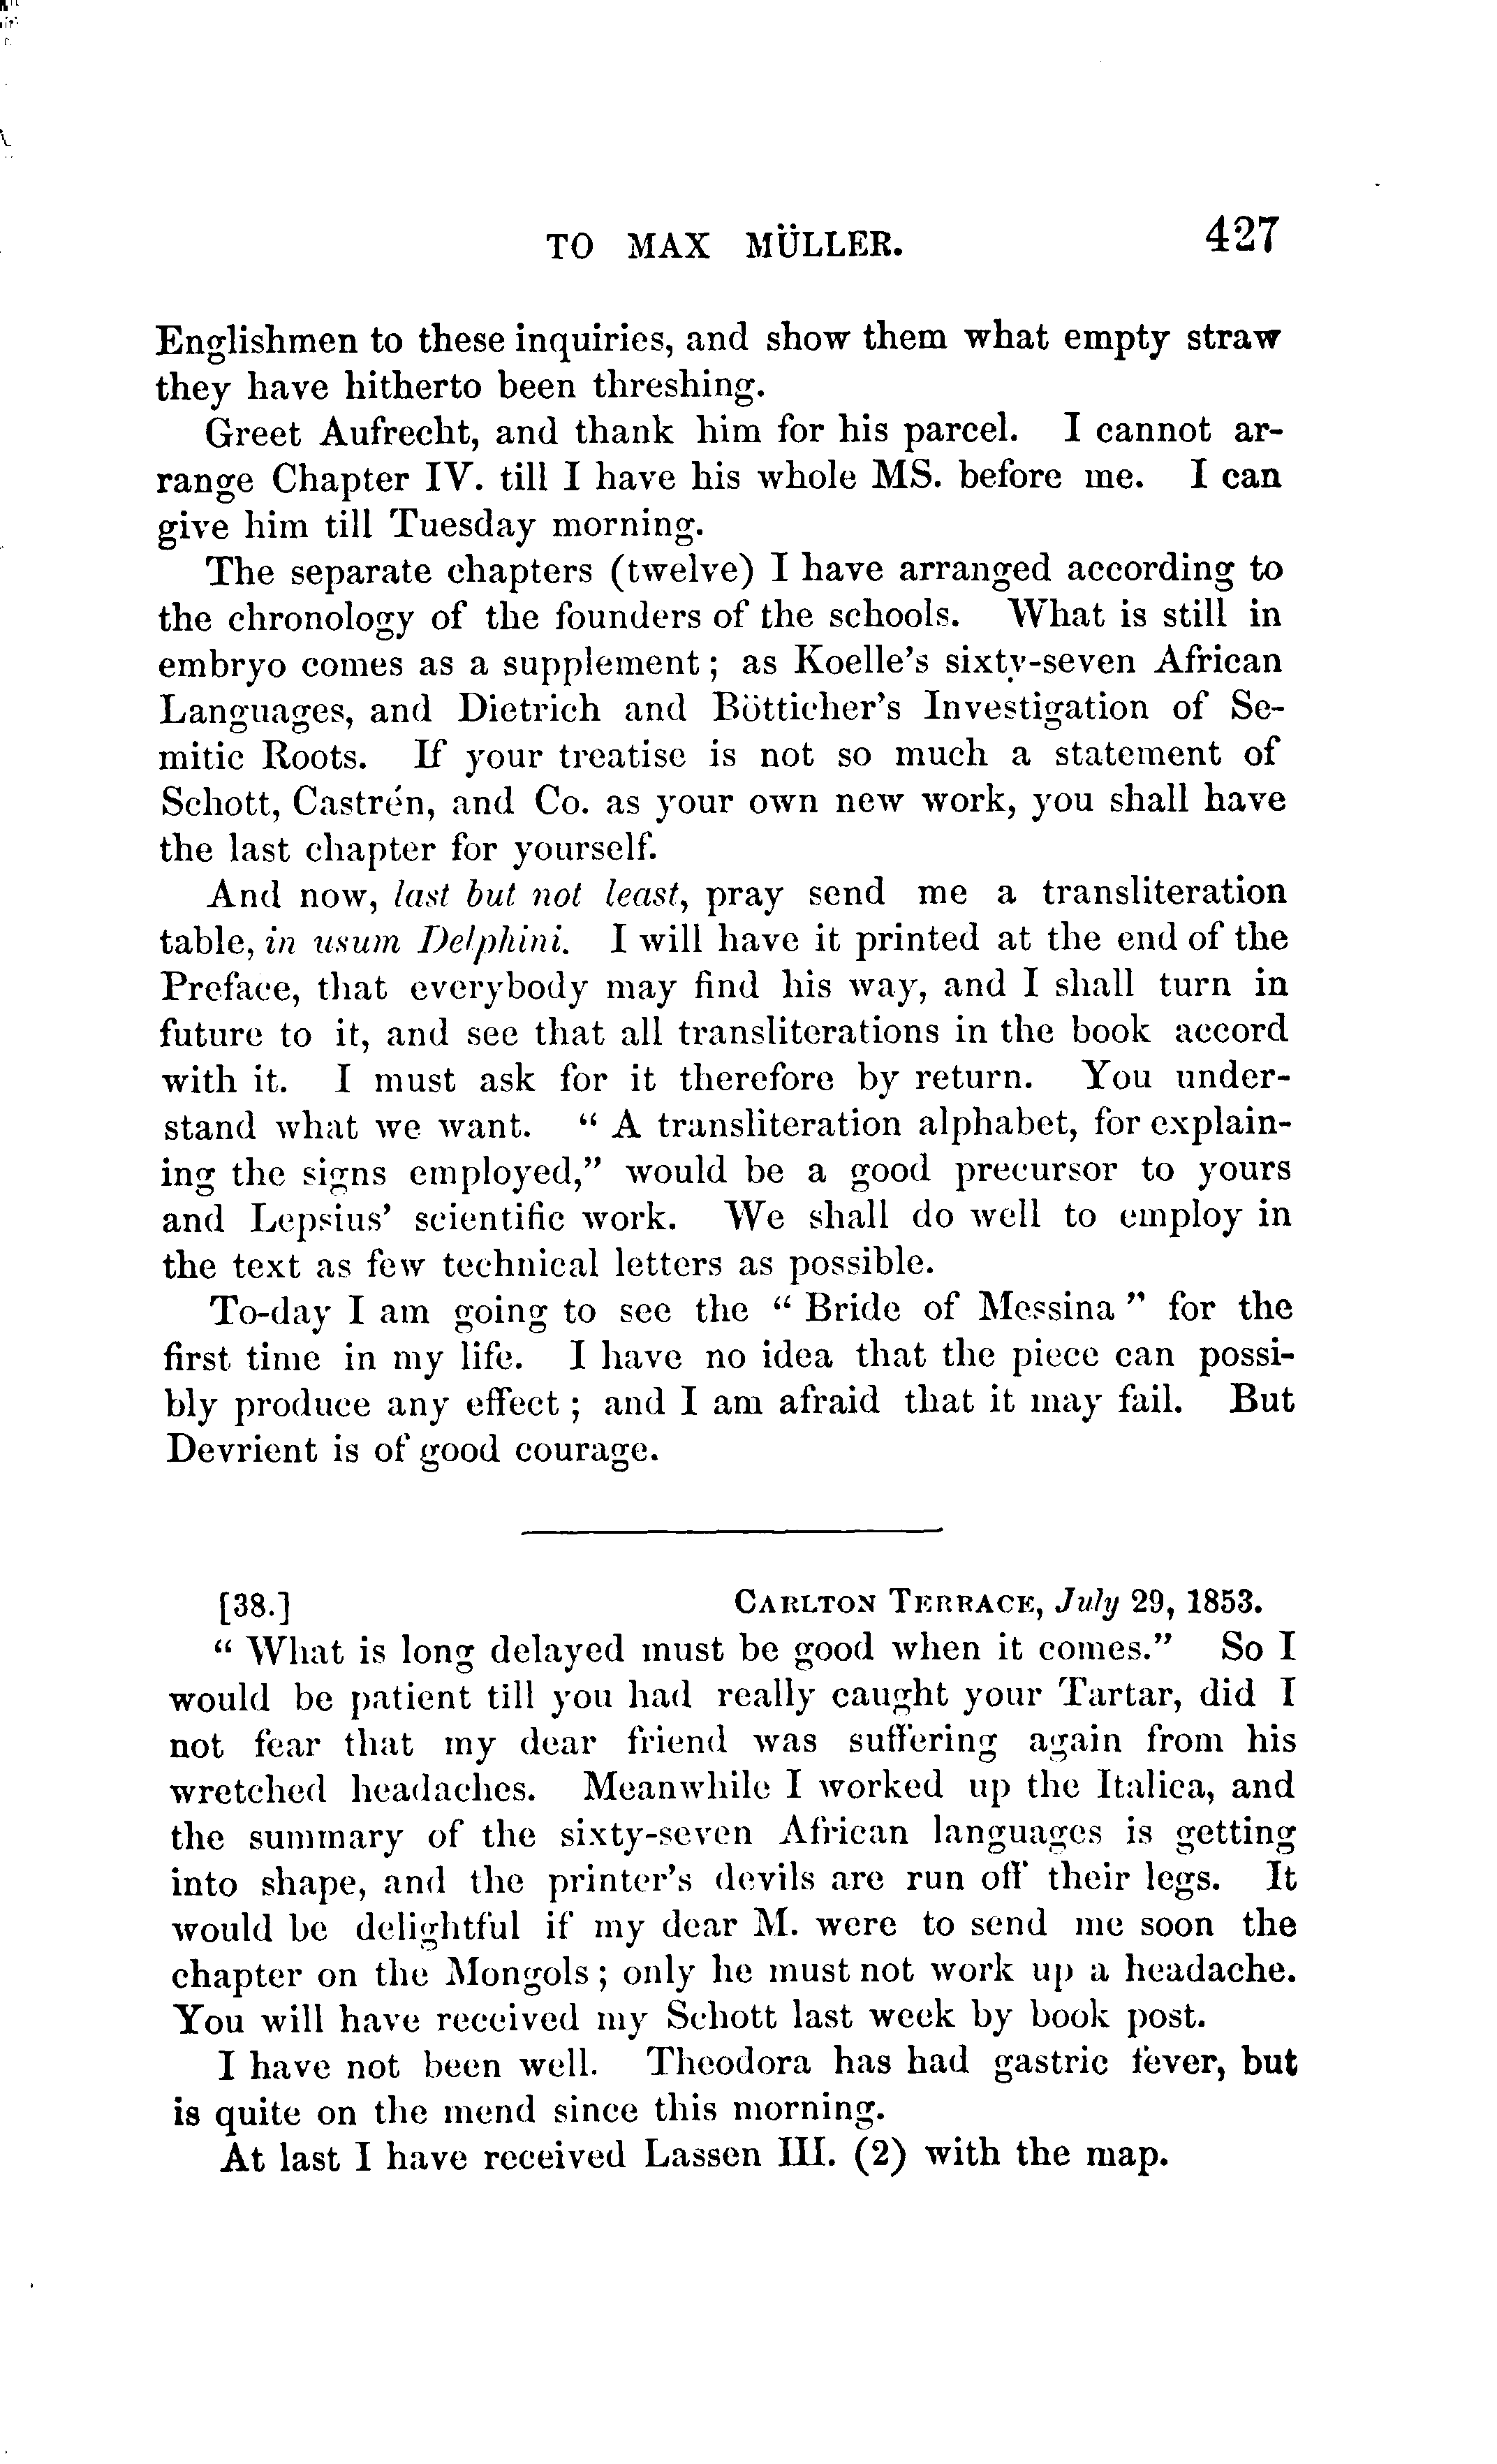 TO MAX MÜLLER. 427
Englishmen to these inquiries, and show them what empty straw
they have hitherto been threshing.
Greet Aufrecht, and thank him for his parcel. I cannot ar-
range Chapter IV. till I have his whole MS. before me. I can
give him till Tuesday morning.
The separate chapters (twelve) I have arranged according to
the chronology of the founders of the schools. What is still in
embryo comes as a supplement; as Koelle's sixty-seven African
Languages, and Dietrich and Bötticher's Investigation of Se-
mitic Roots. If your treatise is not so much a statement of
Schott, Castrén, and Co. as your own new work, you shall have
the last chapter for yourself.
And now, last but not least, pray send me a transliteration
table, in usum Delphini. I will have it printed at the end of the
Preface, that everybody may find his way, and I shall turn in
future to it, and see that all transliterations in the book accord
with it. I must ask for it therefore by return. You under-
stand what we want. "A transliteration alphabet, for explain-
ing the signs employed," would be a good precursor to yours
and Lepsius' scientific work. We shall do well to employ in
the text as few technical letters as possible.
To-day I am going to see the "Bride of Messina" for the
first time in my life. I have no idea that the piece can possi-
bly produce any effect; and I am afraid that it may fail. But
Devrient is of good courage.
[38.] CARLTON TERRACE, July 29, 1853.
"What is long delayed must be good when it comes." So I
would be patient till you had really caught your Tartar, did I
not fear that my dear friend was suffering again from his
wretched headaches. Meanwhile I worked up the Italica, and
the summary of the sixty-seven African languages is getting
into shape, and the printer's devils are run off their legs. It
would be delightful if my dear M. were to send me soon the
chapter on the Mongols; only he must not work up a headache.
You will have received my Schott last week by book post.
I have not been well. Theodora has had gastric fever, but
is quite on the mend since this morning.
At last I have received Lassen III. (2) with the map.